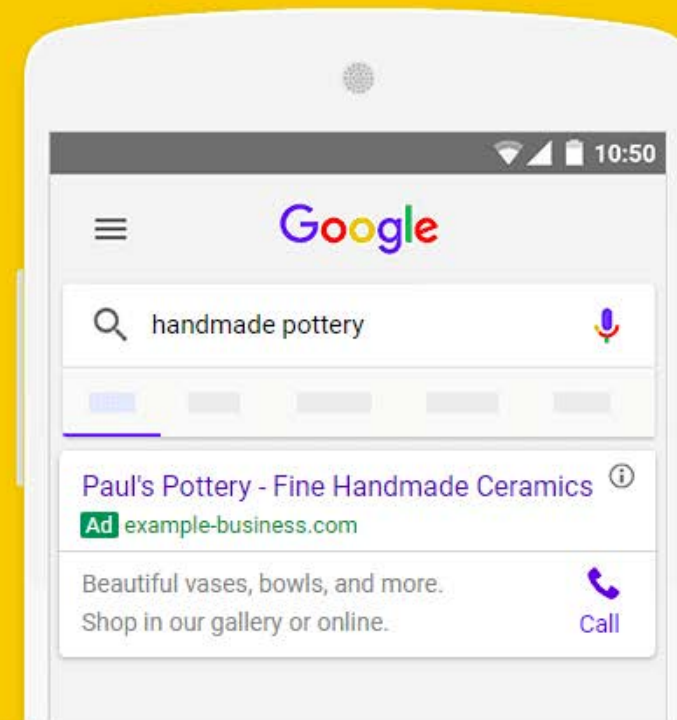 10:50
Google
handmade pottery
Paul's Pottery - Fine Handmade Ceramics
Ad example-business.com
Beautiful vases, bowls, and more.
Shop in our gallery or online.
Call